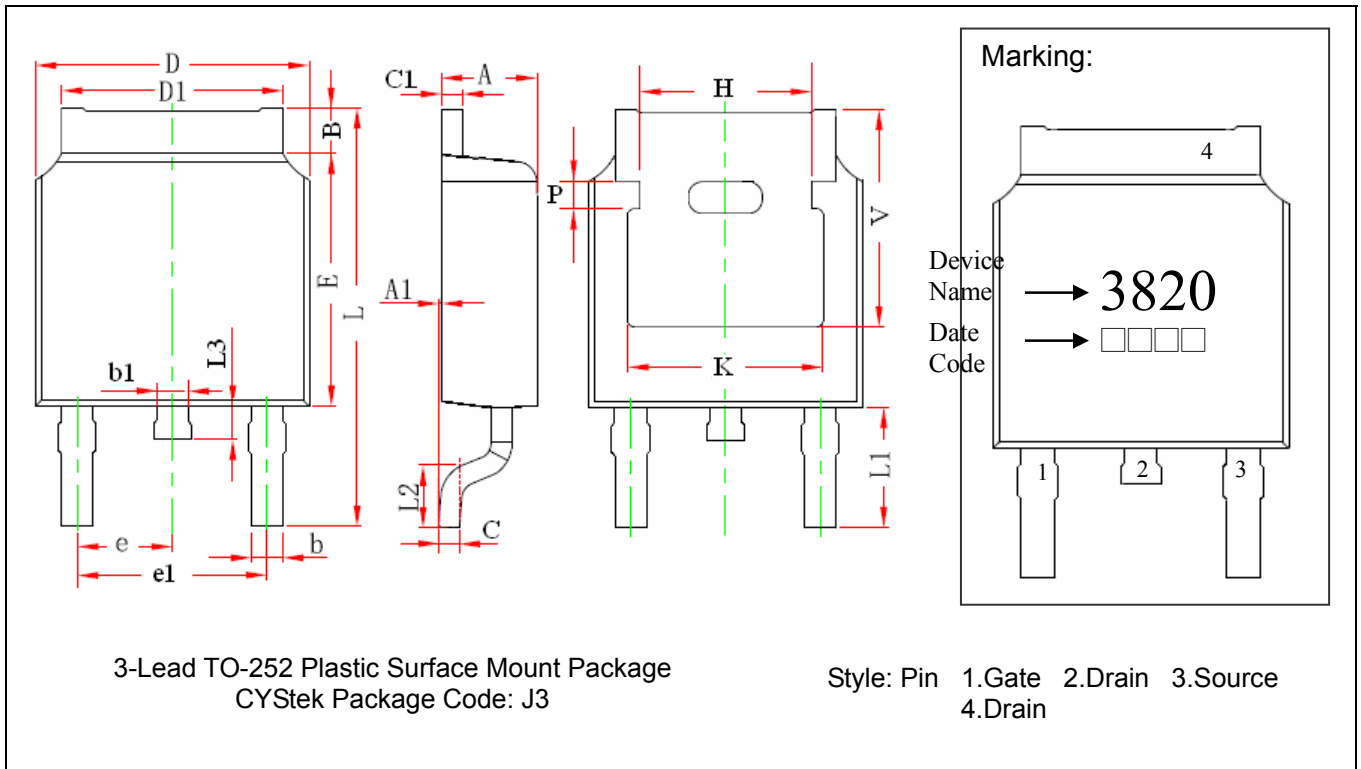 D
D1
B
E
L
L3
b1
e
e1
b
C1
A
A1
L2
C
H
P
V
K
L1
Marking:
4
Device
Name
3820
Date
Code
□□□□
1
2
3
3-Lead TO-252 Plastic Surface Mount Package
CYStek Package Code: J3
Style: Pin 1.Gate 2.Drain 3.Source
4.Drain